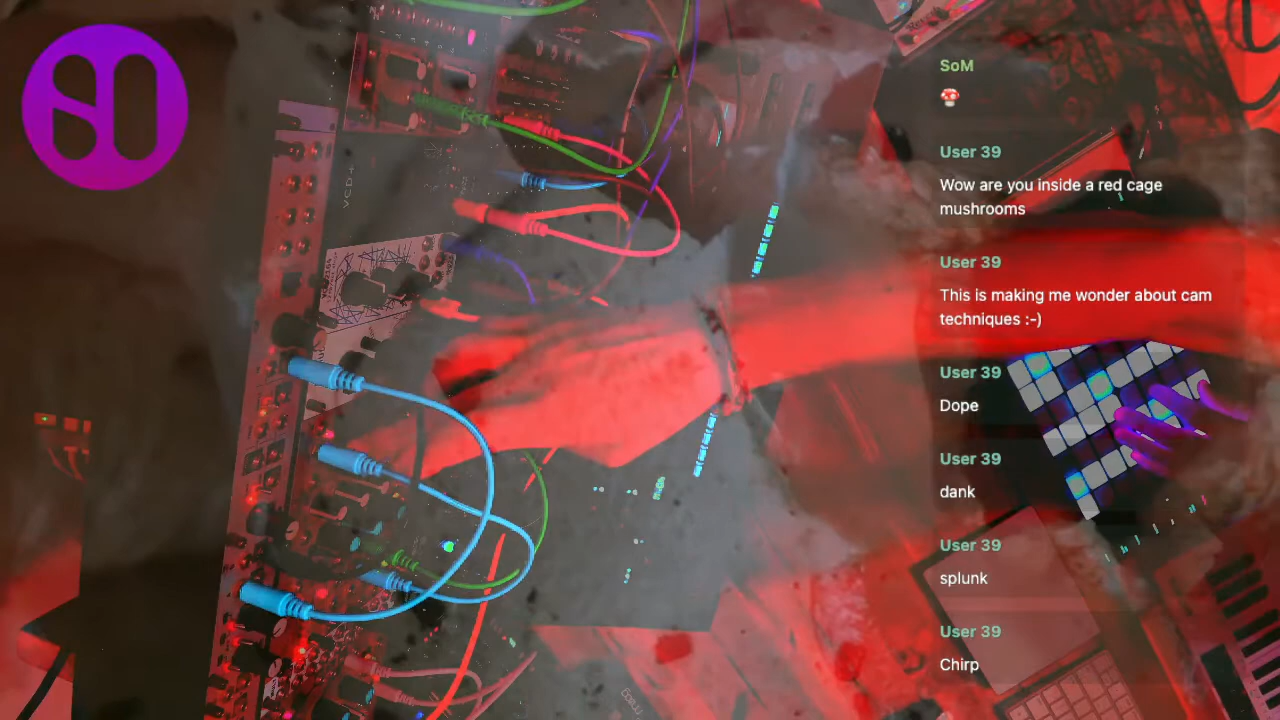 SoM
🍄
User 39
Wow are you inside a red cage
mushrooms
User 39
This is making me wonder about cam
techniques :-)
User 39
Dope
User 39
dank
User 39
splunk
User 39
Chirp